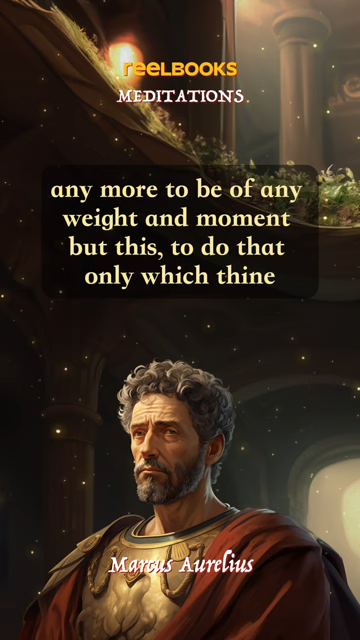 reelbooks
MEDITATIONS
any more to be of any
weight and moment
but this, to do that
only which thine
Marcus Aurelius